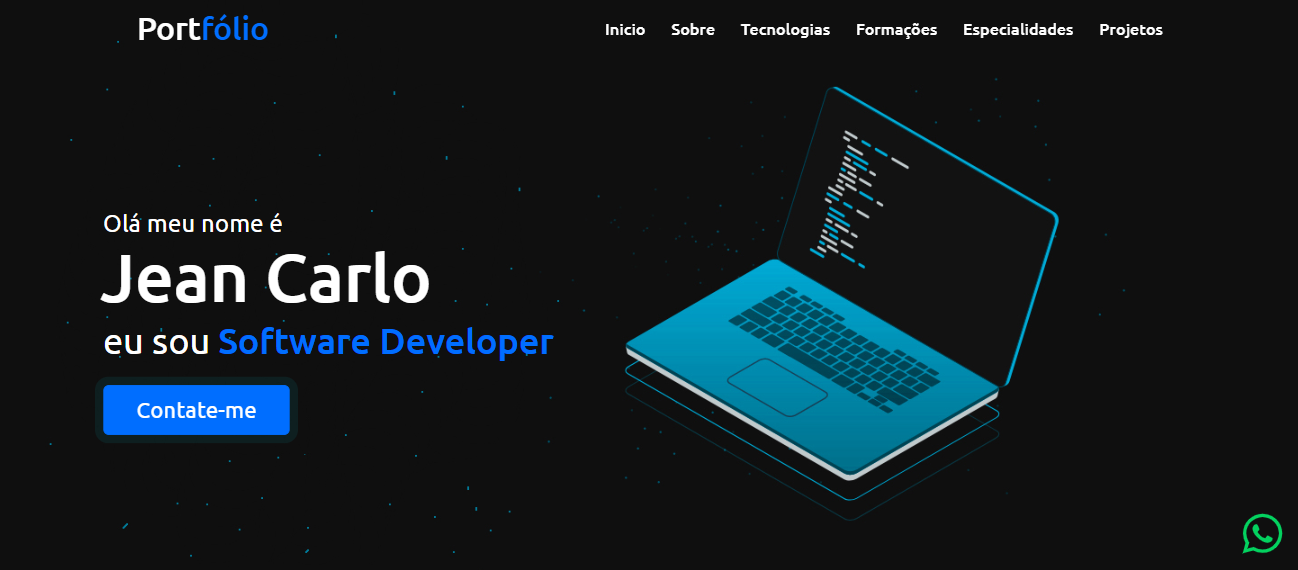 Portfólio
Inicio Sobre Tecnologias Formações Especialidades Projetos
Olá meu nome é
Jean Carlo
eu sou Software Developer
Contate-me